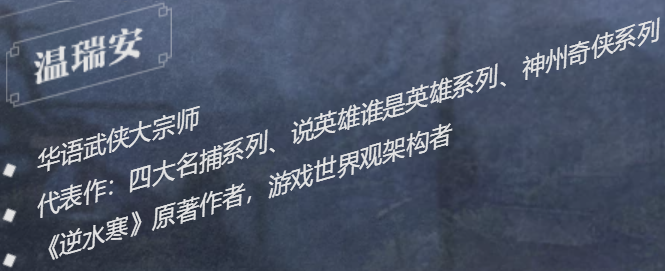 温瑞安
华语武侠大宗师
代表作：四大名捕系列、说英雄谁是英雄系列、神州奇侠系列
《逆水寒》原著作者，游戏世界观架构者